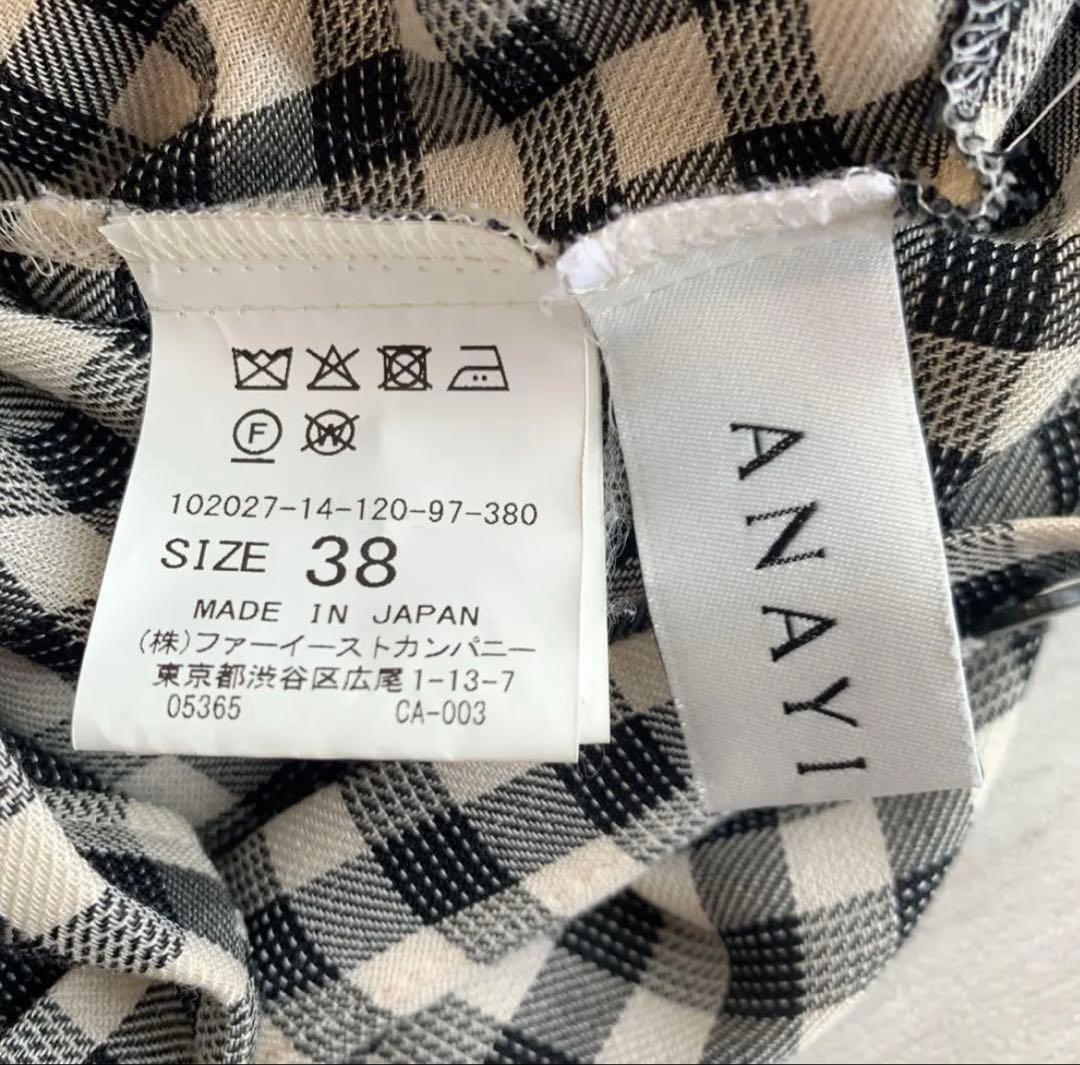 F
W
102027-14-120-97-380
SIZE 38
MADE IN JAPAN
(株)ファーイーストカンパニー
東京都渋谷区広尾1-13-7
05365 CA-003
ANAYI